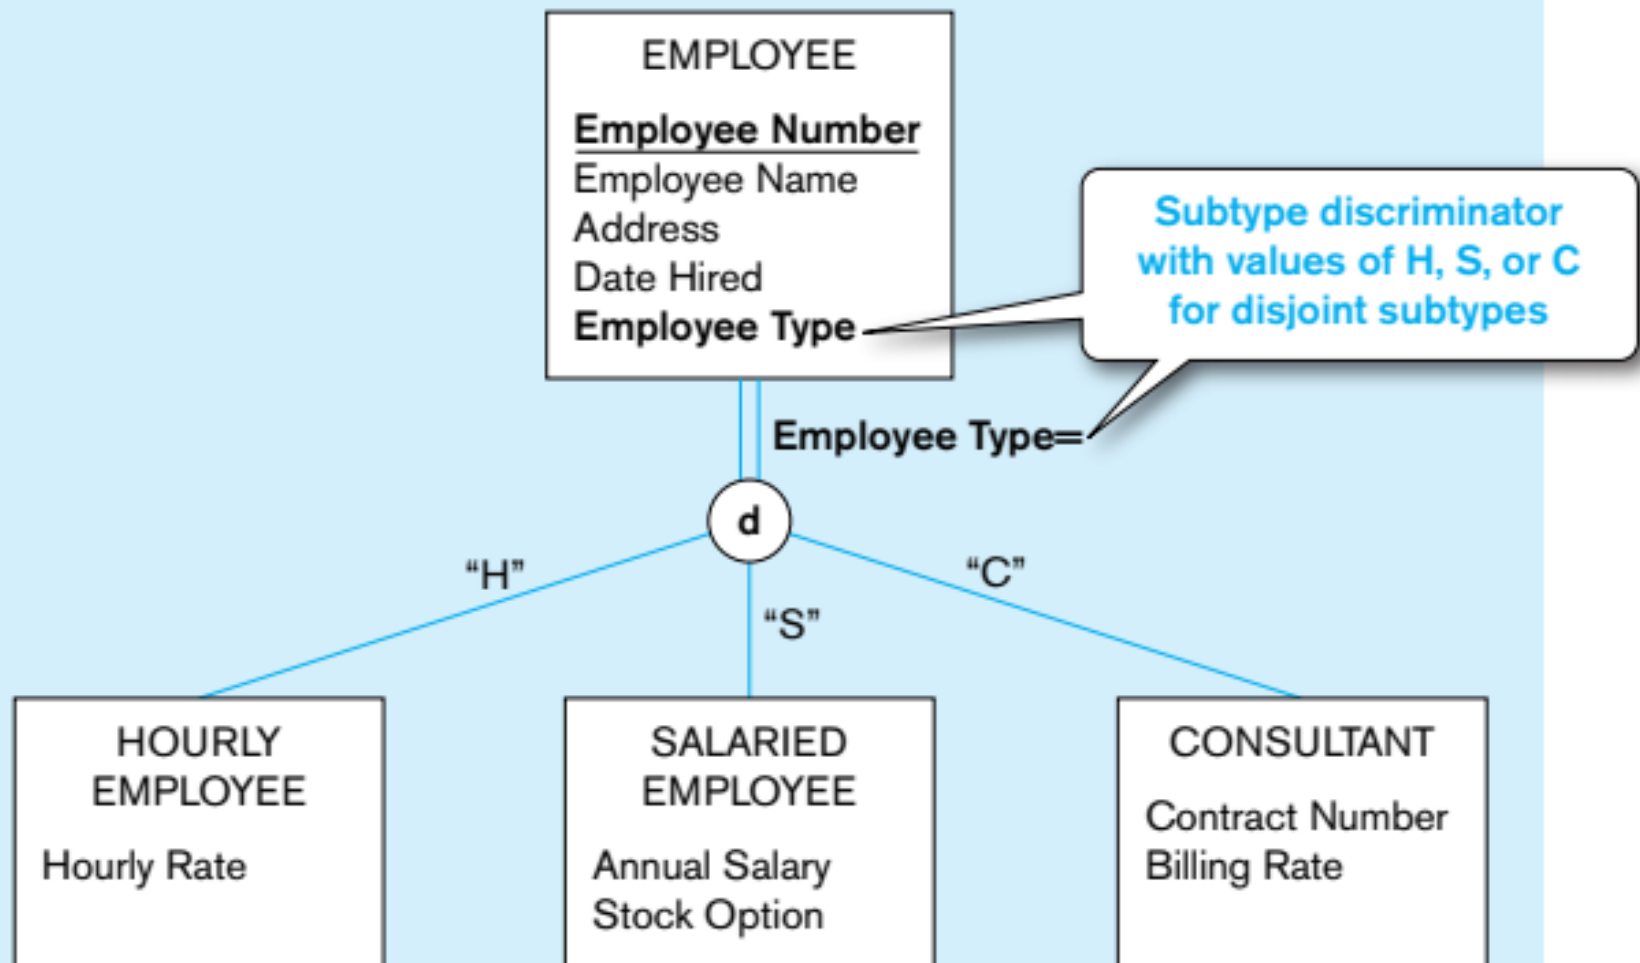 EMPLOYEE
Employee Number
Employee Name
Address
Date Hired
Employee Type
Subtype discriminator
with values of H, S, or C
for disjoint subtypes
Employee Type=
d
“H”
“S”
“C”
HOURLY
EMPLOYEE
Hourly Rate
SALARIED
EMPLOYEE
Annual Salary
Stock Option
CONSULTANT
Contract Number
Billing Rate